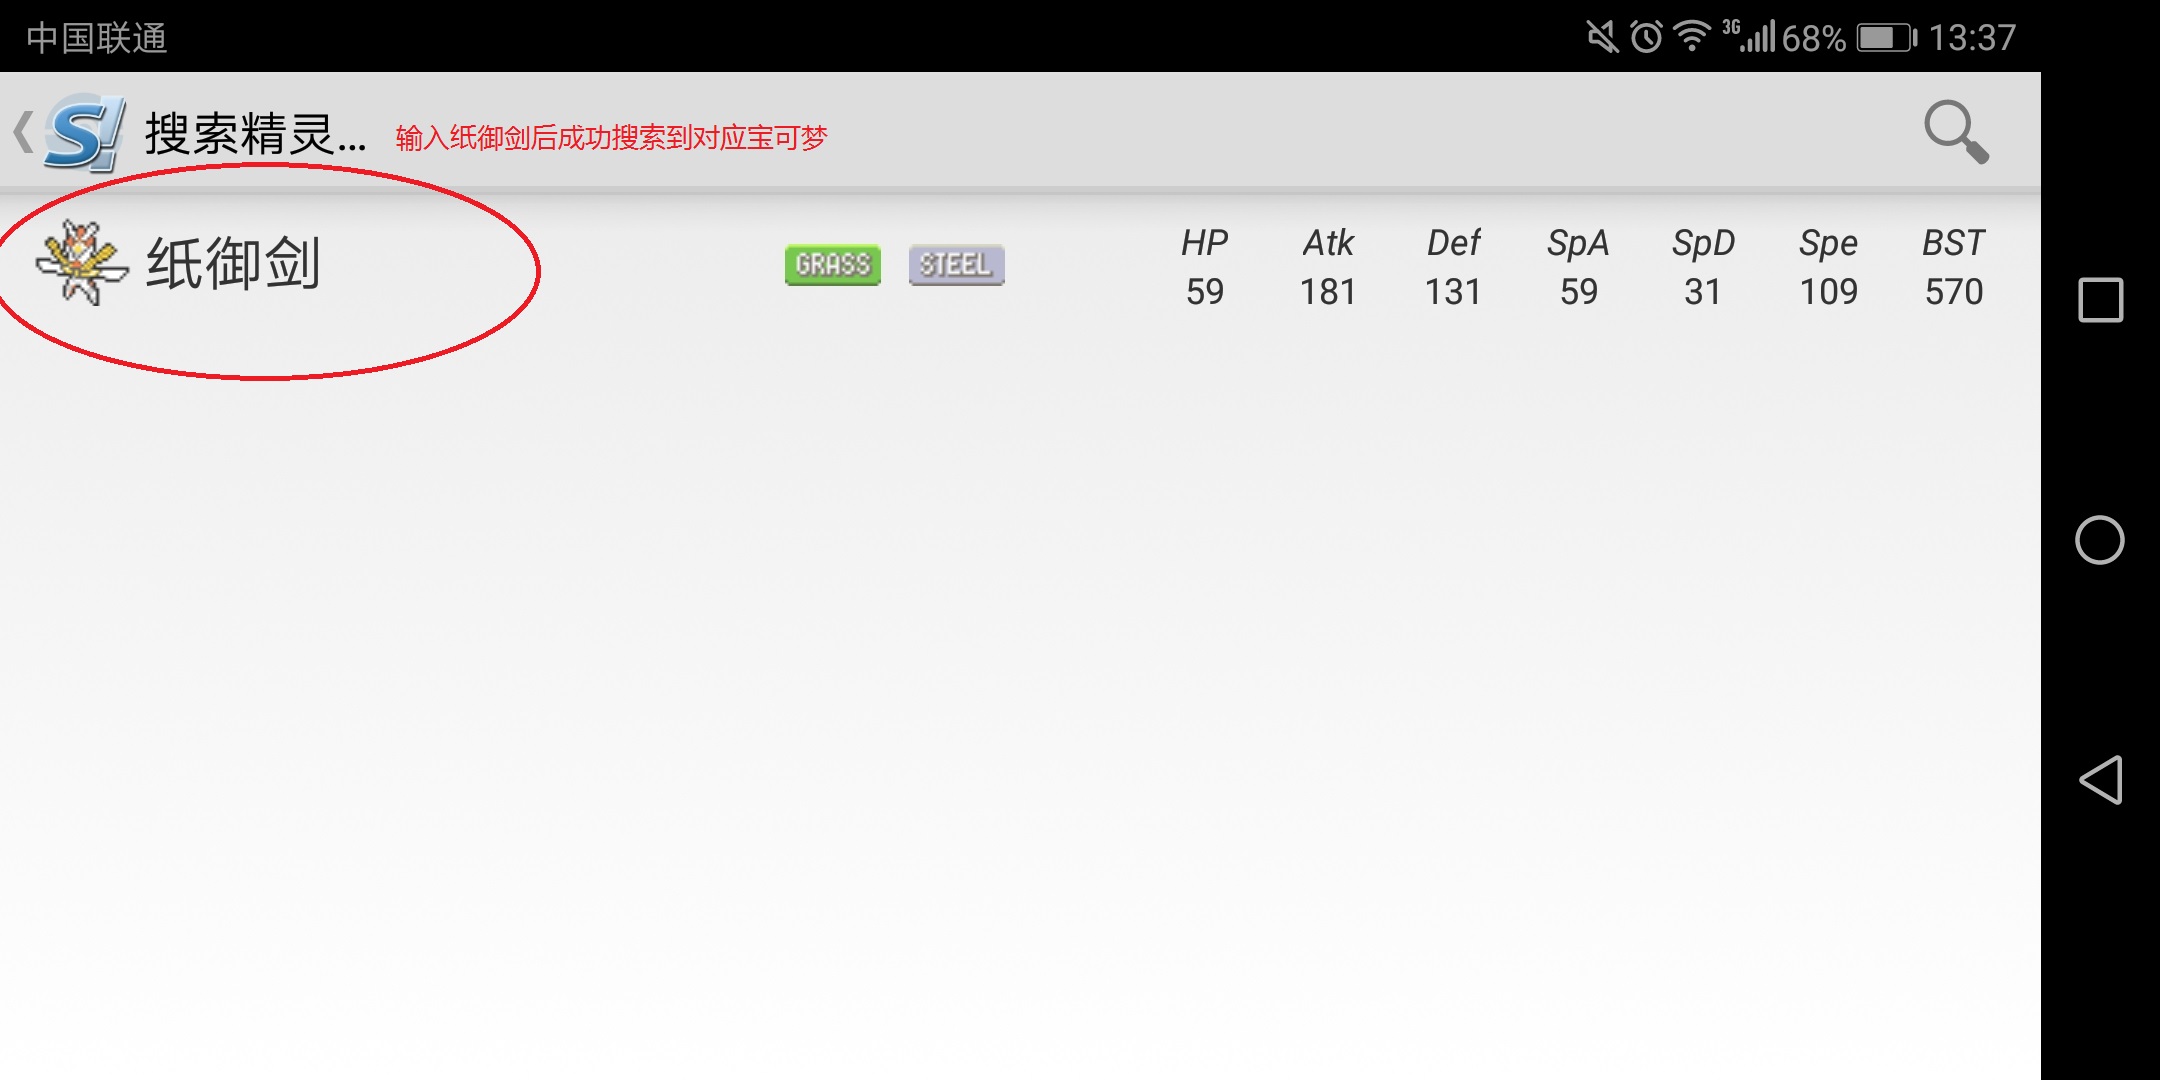 中国联通
3G 68% 13:37
搜索精灵...
输入纸御剑后成功搜索到对应宝可梦
纸御剑
GRASS STEEL
HP Atk Def SpA SpD Spe BST
59 181 131 59 31 109 570